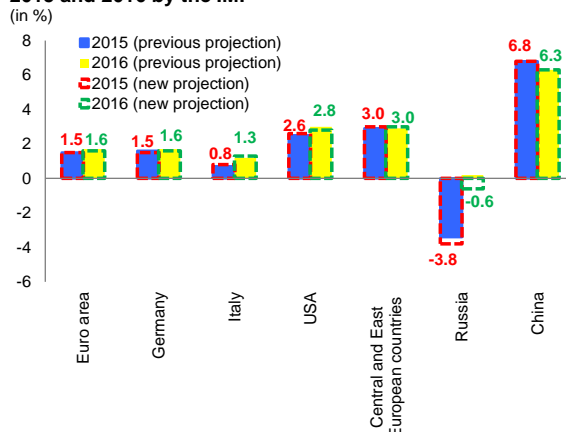 2015 and 2016 by the IMF
(in %)
8
6
4
2
0
-2
-4
-6
2015 (previous projection)
2016 (previous projection)
2015 (new projection)
2016 (new projection)
1.5
1.6
1.5
1.6
0.8
1.3
2.6
2.8
3.0
3.0
-3.8
-0.6
6.8
6.3
Euro area
Germany
Italy
USA
Central and East
European countries
Russia
China